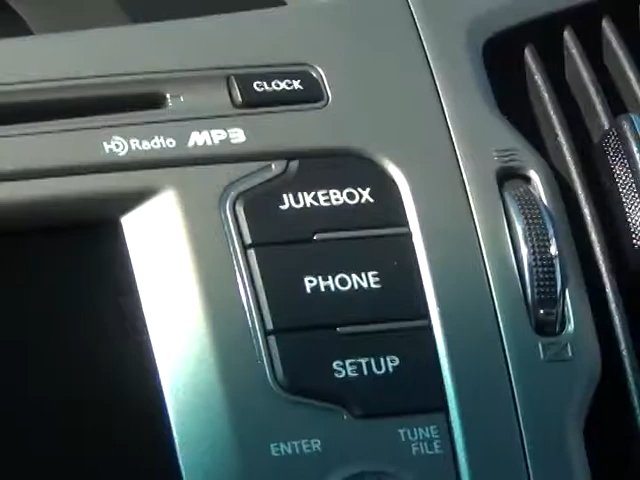 CLOCK
HD Radio MP3
JUKEBOX
PHONE
SETUP
ENTER
TUNE
FILE